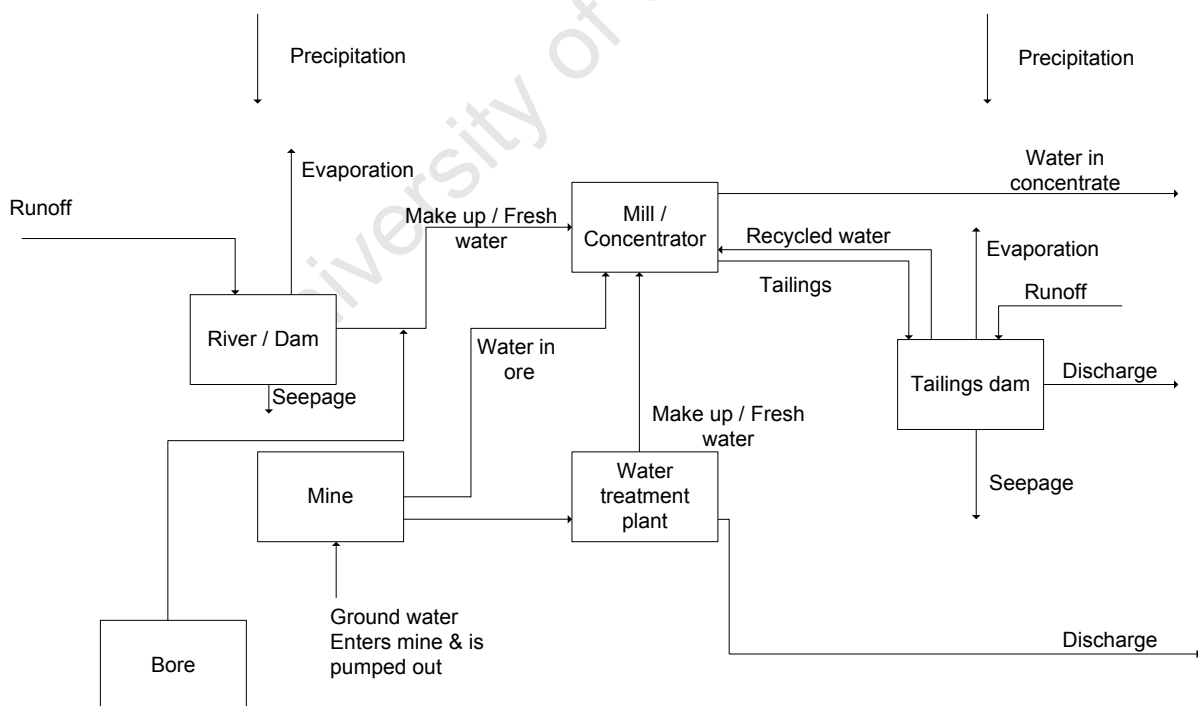 niversity of
Precipitation
Precipitation
Evaporation
Runoff
Make up / Fresh
water
Mill /
Concentrator
Water in
concentrate
Recycled water
Tailings
Evaporation
Runoff
River / Dam
Seepage
Water in
ore
Tailings dam
Discharge
Make up / Fresh
water
Mine
Water
treatment
plant
Seepage
Ground water
Enters mine & is
pumped out
Bore
Discharge